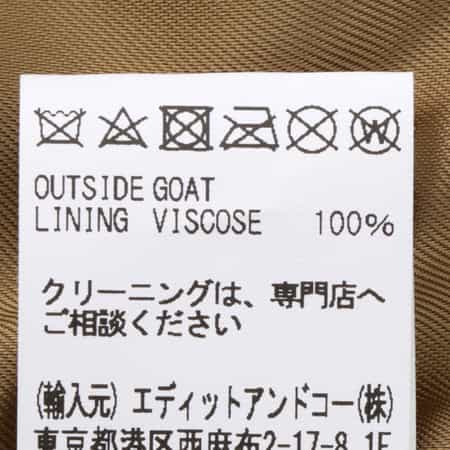 OUTSIDE GOAT
LINING VISCOSE 100%
クリーニングは、専門店へ
ご相談ください
(輸入元) エディットアンドコー(株)
東京都港区西麻布2-17-8 1F